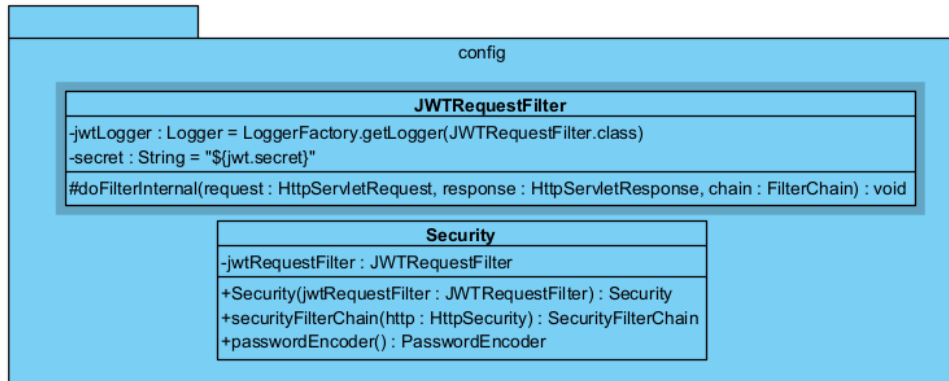 config
JWTRequestFilter
-jwtLogger : Logger = LoggerFactory.getLogger(JWTRequestFilter.class)
-secret : String = "${jwt.secret}"
#doFilterInternal(request : HttpServletRequest, response : HttpServletResponse, chain : FilterChain) : void
Security
-jwtRequestFilter : JWTRequestFilter
+Security(jwtRequestFilter : JWTRequestFilter) : Security
+securityFilterChain(http : HttpSecurity) : SecurityFilterChain
+passwordEncoder() : PasswordEncoder